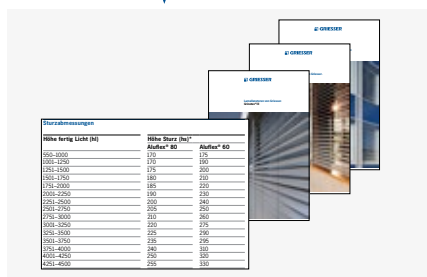 GRIESSER
GRIESSER
GRIESSER
Sturzabmessungen
Höhe fertig Licht (hl) Höhe Sturz (hs)*
Aluflex® 80 Aluflex® 60
550–1000 170 175
1001–1250 170 190
1251–1500 175 200
1501–1750 180 210
1751–2000 185 220
2001–2250 190 230
2251–2500 200 240
2501–2750 205 250
2751–3000 210 260
3001–3250 220 275
3251–3500 225 290
3501–3750 235 295
3751–4000 240 310
4001–4250 250 320
4251–4500 255 330